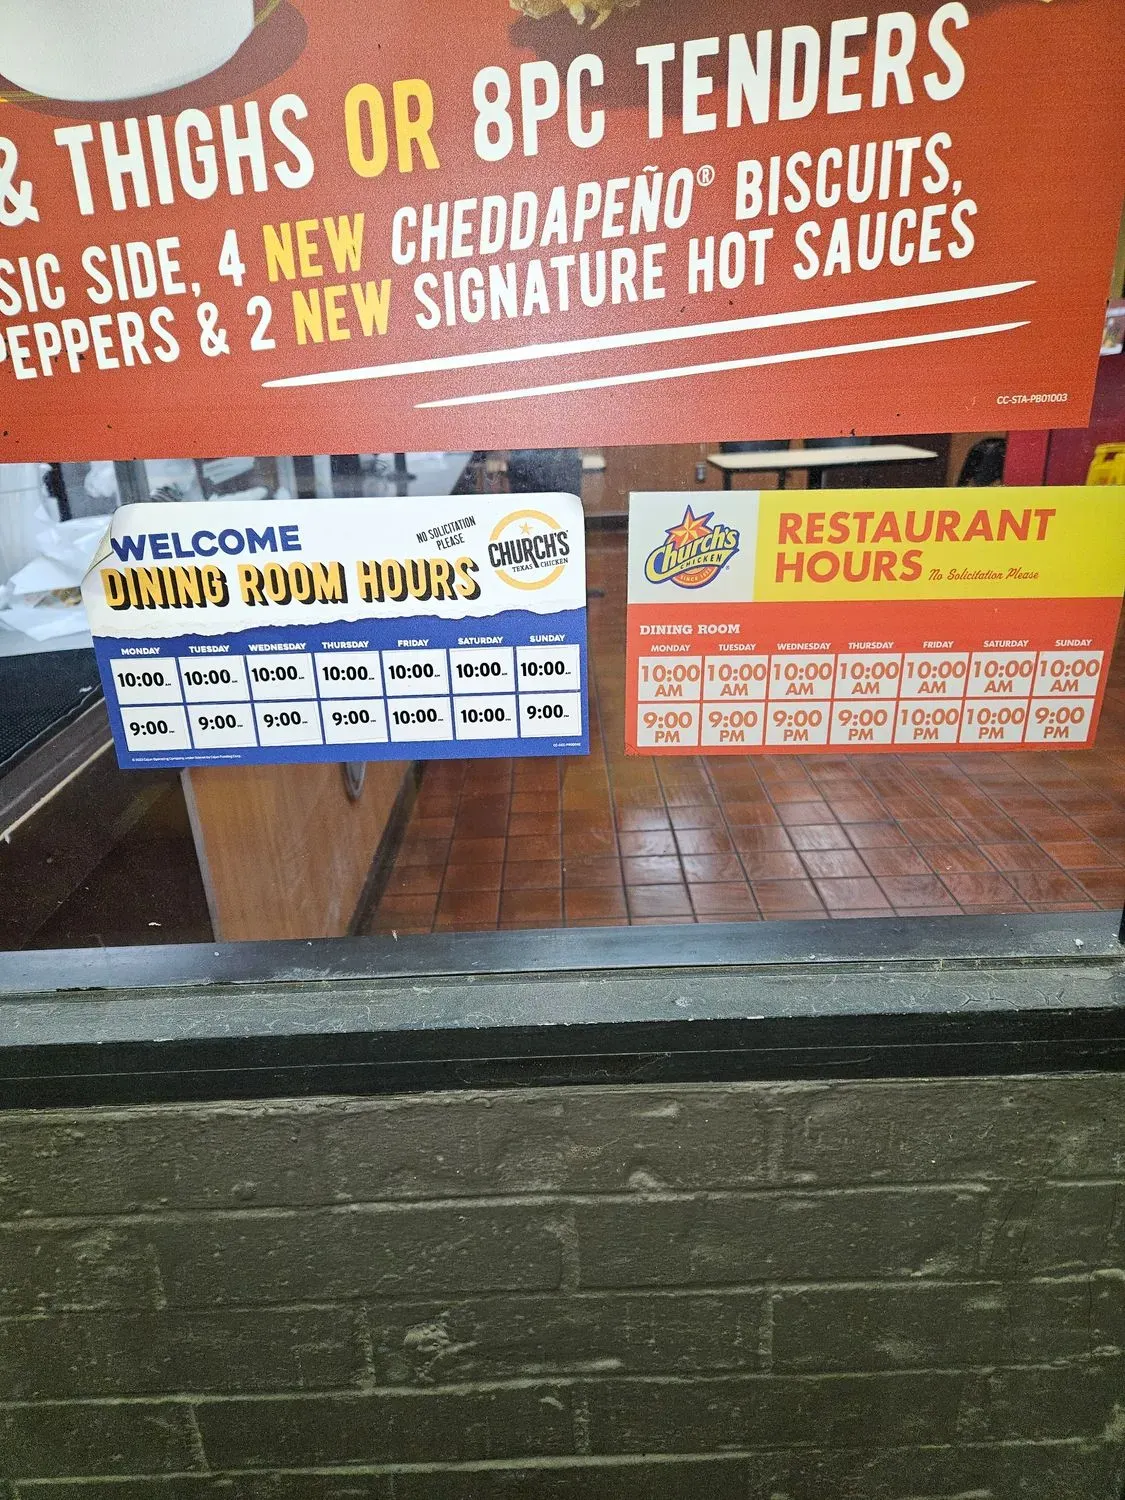 & THIGHS OR 8PC TENDERS
SIC SIDE, 4 NEW CHEDDAPEÑO® BISCUITS,
PEPPERS & 2 NEW SIGNATURE HOT SAUCES
CC-STA-PB01003
WELCOME
DINING ROOM HOURS
NO SOLICITATION
PLEASE
CHURCH'S
TEXAS CHICKEN
MONDAY TUESDAY WEDNESDAY THURSDAY FRIDAY SATURDAY SUNDAY
10:00 10:00 10:00 10:00 10:00 10:00 10:00
9:00 9:00 9:00 9:00 10:00 10:00 9:00
Church's
CHICKEN
SINCE 1952
RESTAURANT
HOURS No Solicitation Please
DINING ROOM
MONDAY TUESDAY WEDNESDAY THURSDAY FRIDAY SATURDAY SUNDAY
10:00 10:00 10:00 10:00 10:00 10:00 10:00
AM AM AM AM AM AM AM
9:00 9:00 9:00 9:00 10:00 10:00 9:00
PM PM PM PM PM PM PM